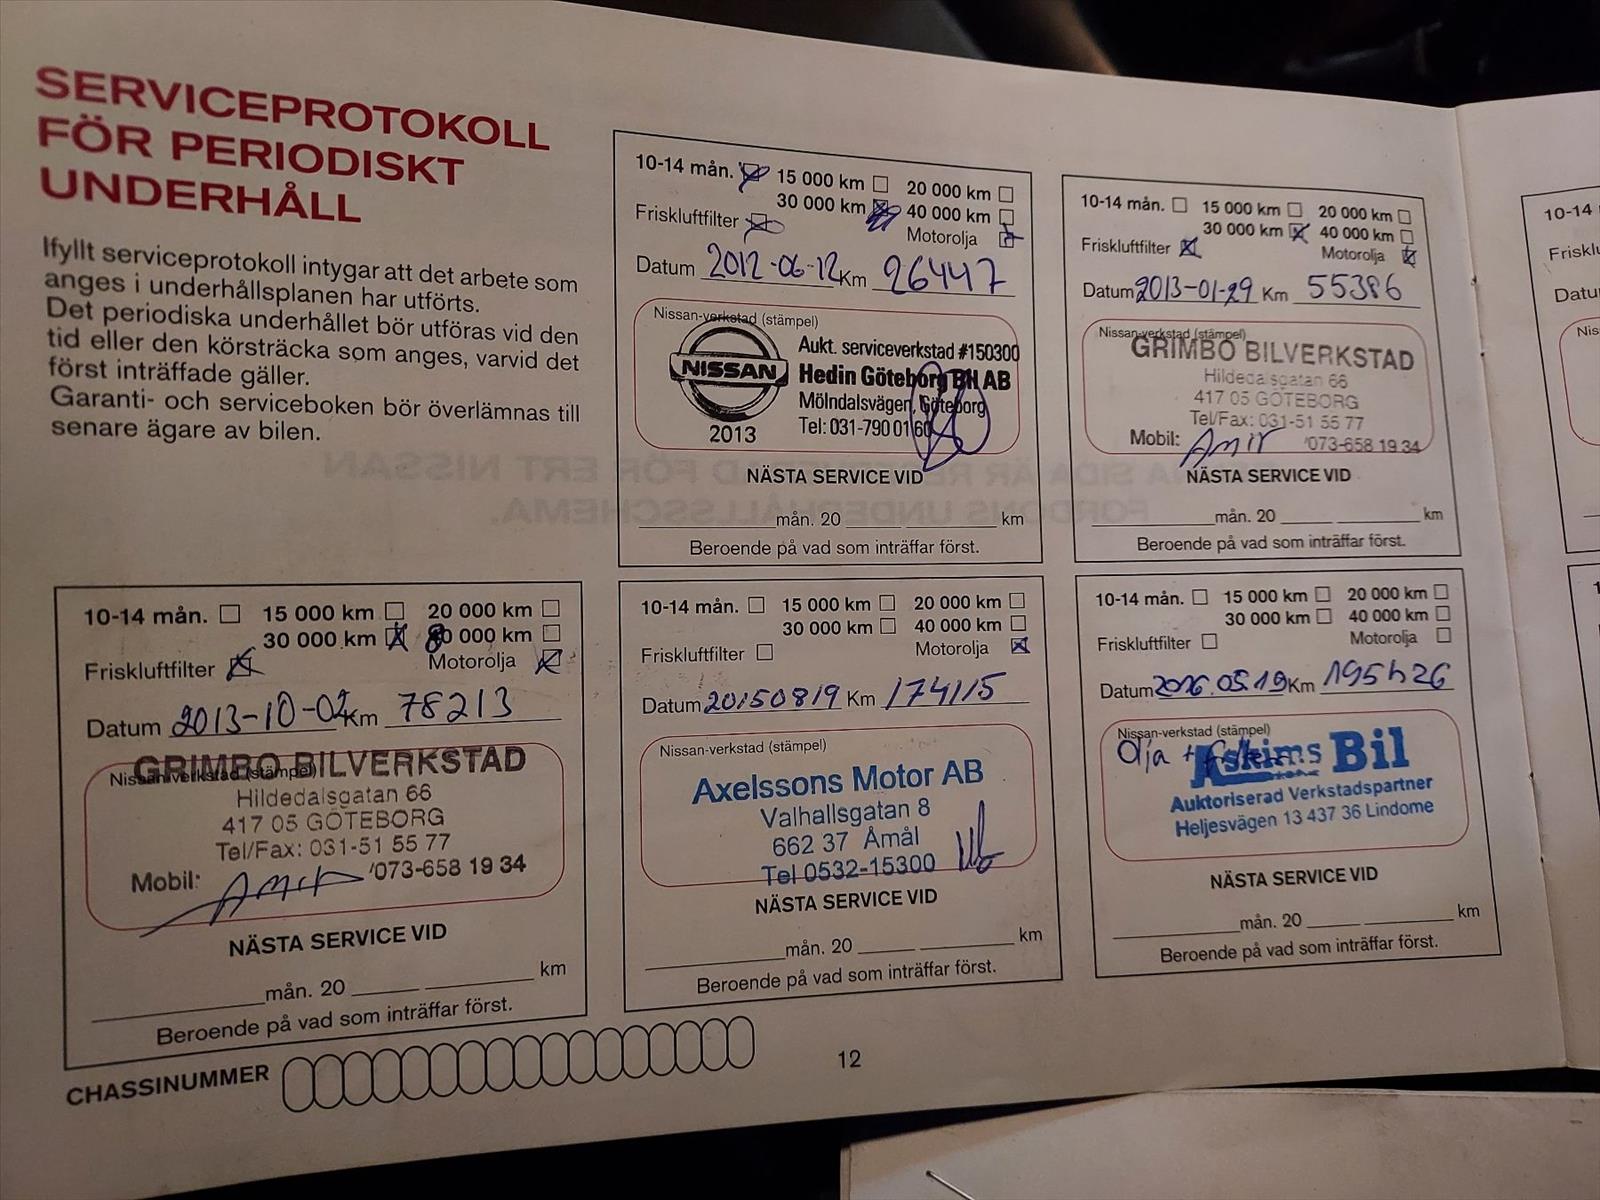 SERVICEPROTOKOLL
FÖR PERIODISKT
UNDERHÅLL
Ifyllt serviceprotokoll intygar att det arbete som
anges i underhållsplanen har utförts.
Det periodiska underhållet bör utföras vid den
tid eller den körsträcka som anges, varvid det
först inträffade gäller.
Garanti- och serviceboken bör överlämnas till
senare ägare av bilen.
10-14 mån. 15 000 km 20 000 km
30 000 km 40 000 km
Friskluftfilter Motorolja
Datum 2012-06-12 Km 26447
Nissan-verkstad (stämpel)
NISSAN
2013
Aukt. serviceverkstad #150300
Hedin Göteborg Bil AB
Mölndalsvägen, Göteborg
Tel: 031-790 01 60
NÄSTA SERVICE VID
mån. 20 km
Beroende på vad som inträffar först.
10-14 mån. 15 000 km 20 000 km
30 000 km 40 000 km
Friskluftfilter Motorolja
Datum 2013-01-29 Km 55386
Nissan-verkstad (stämpel)
GRIMBO BILVERKSTAD
Hildedalsgatan 66
417 05 GÖTEBORG
Tel/Fax: 031-51 55 77
Mobil: Amir 073-658 19 34
NÄSTA SERVICE VID
mån. 20 km
Beroende på vad som inträffar först.
10-14
Datu
Nis
10-14 mån. 15 000 km 20 000 km
30 000 km 80 000 km
Friskluftfilter Motorolja
Datum 2013-10-02 Km 78213
Nissan-verkstad (stämpel)
GRIMBO BILVERKSTAD
Hildedalsgatan 66
417 05 GÖTEBORG
Tel/Fax: 031-51 55 77
Mobil: Amir 073-658 19 34
NÄSTA SERVICE VID
mån. 20 km
Beroende på vad som inträffar först.
10-14 mån. 15 000 km 20 000 km
30 000 km 40 000 km
Friskluftfilter Motorolja
Datum 20150819 Km 174115
Nissan-verkstad (stämpel)
Axelssons Motor AB
Valhallsgatan 8
662 37 Åmål
Tel 0532-15300
NÄSTA SERVICE VID
mån. 20 km
Beroende på vad som inträffar först.
10-14 mån. 15 000 km 20 000 km
30 000 km 40 000 km
Friskluftfilter Motorolja
Datum 2016.05.19 Km
Nissan-verkstad (stämpel)
Olja +
Askims Bil
Auktoriserad Verkstadspartner
Heljesvägen 13 437 36 Lindome
NÄSTA SERVICE VID
mån. 20 km
Beroende på vad som inträffar först.
CHASSINUMMER
12